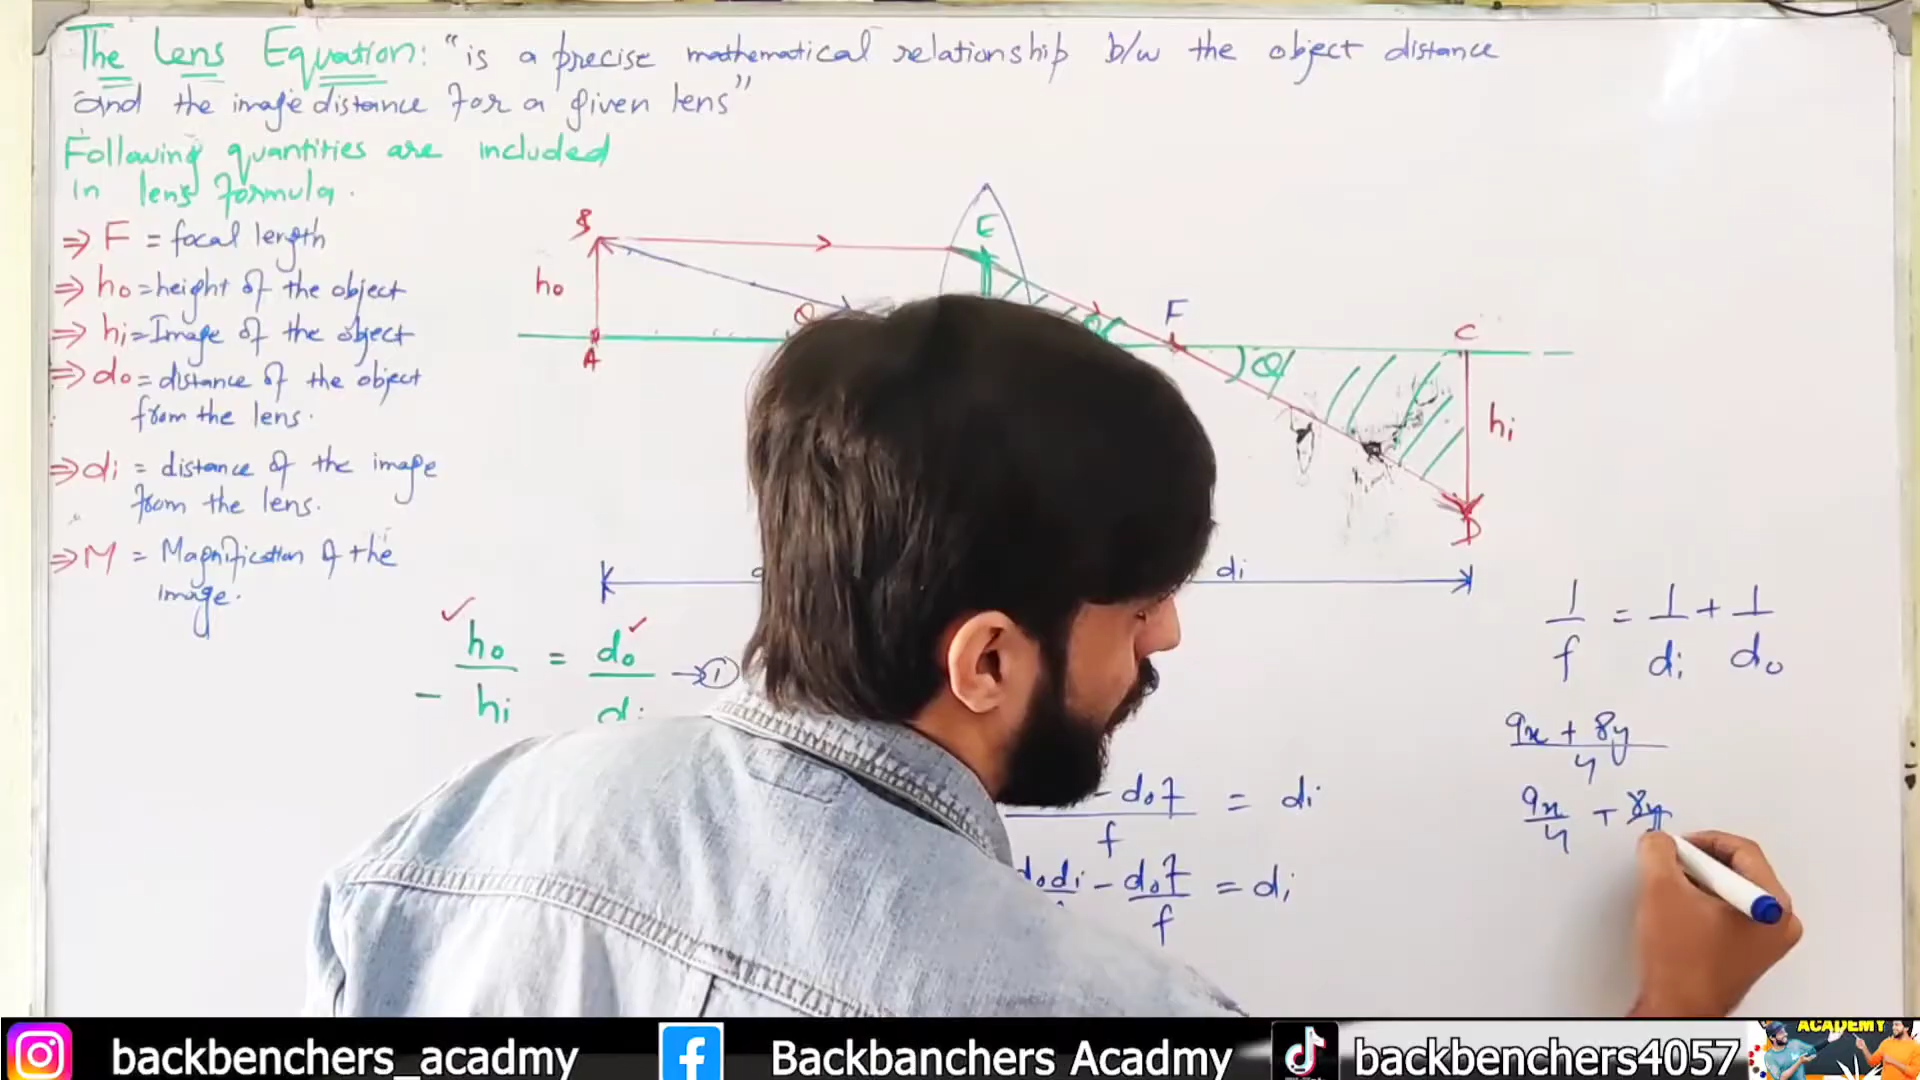 The Lens Equation: "is a precise mathematical relationship b/w the object distance
and the image distance for a given lens"
Following quantities are included
in lens formula.
⇒ F = focal length
⇒ ho = height of the object
⇒ hi = Image of the object
⇒ do = distance of the object
from the lens.
⇒ di = distance of the image
from the lens.
⇒ M = Magnification of the
image.
B
E
ho
F
C
A
θ
hi
D
di
ho/-hi = do/di → ①
1/f = 1/di + 1/do
9x + 8y / 4
9x/4 + 8y
- dof / f = di
dodi - dof/f = di
backbenchers_acadmy
Backbanchers Acadmy
backbenchers4057
ACADEMY